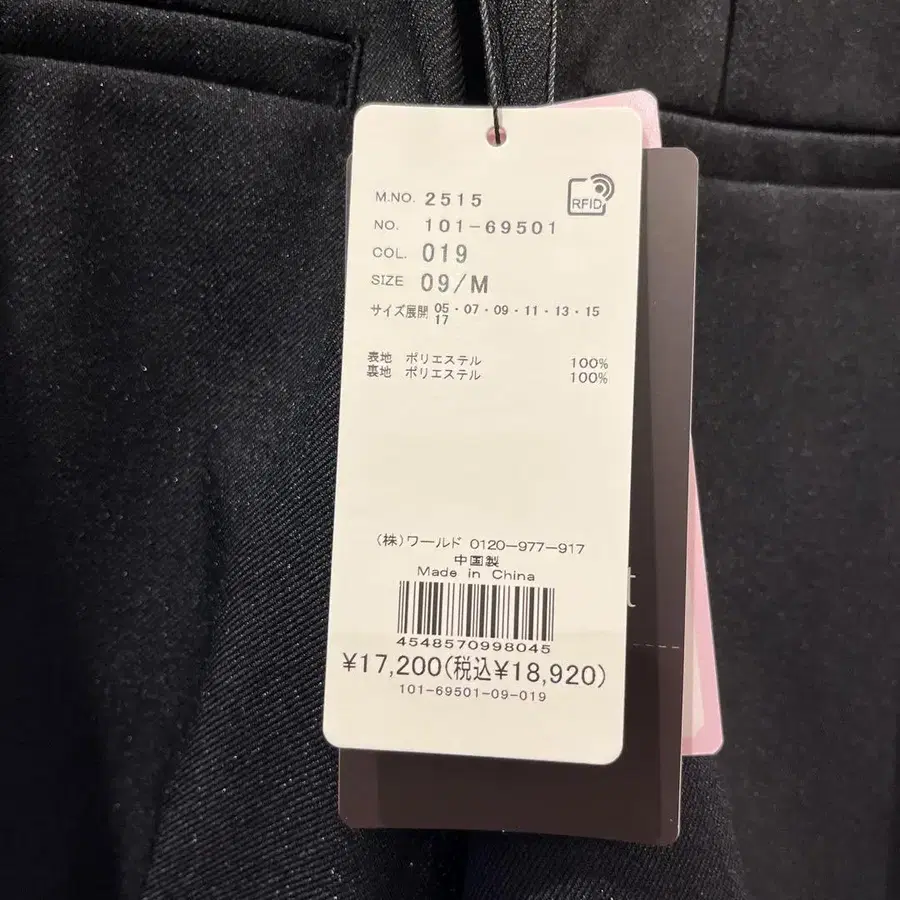 RFID
M.NO. 2515
NO. 101-69501
COL. 019
SIZE 09/M
サイズ展開 05・07・09・11・13・15
17
表地 ポリエステル 100%
裏地 ポリエステル 100%
(株)ワールド 0120-977-917
中国製
Made in China
4548570998045
¥17,200(税込¥18,920)
101-69501-09-019
t